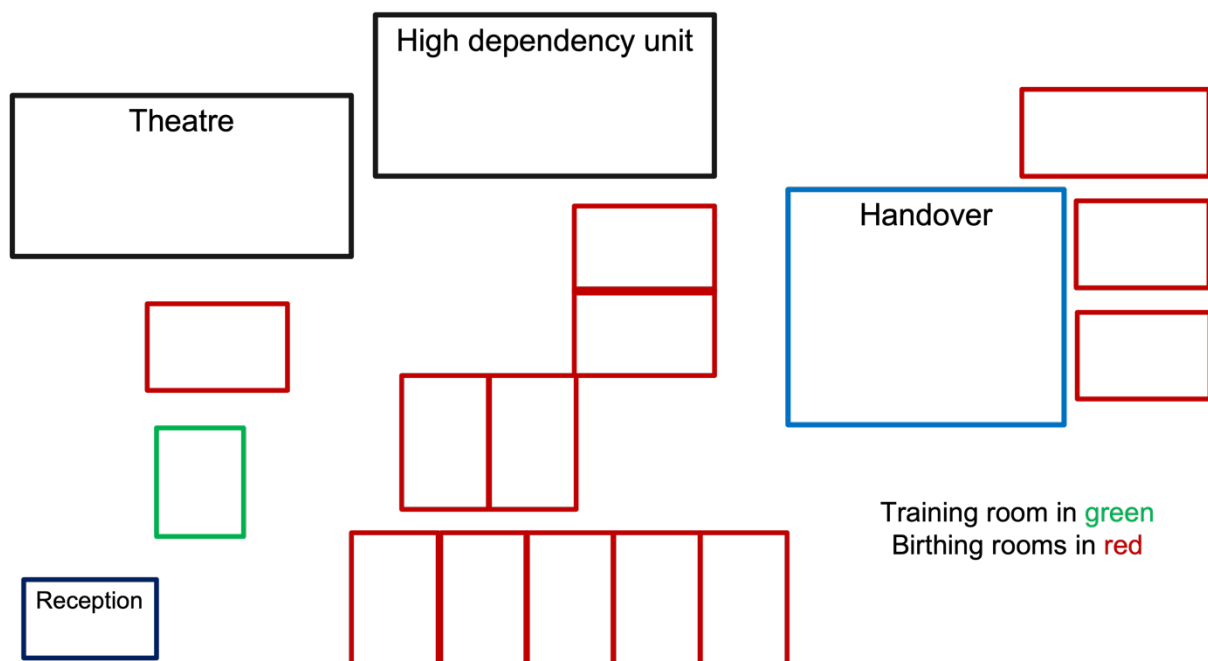 High dependency unit
Theatre
Handover
Training room in green
Birthing rooms in red
Reception